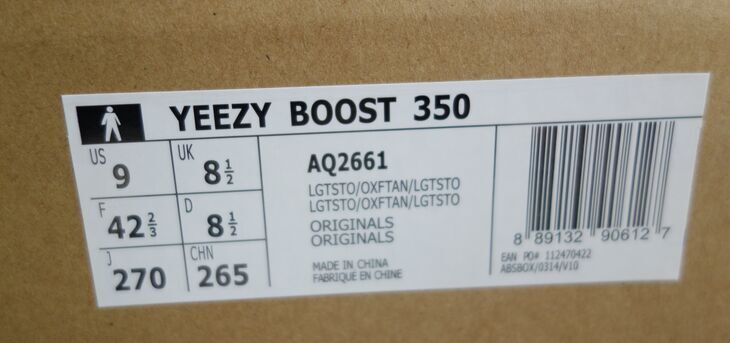 YEEZY BOOST 350
US 9
UK 8 1/2
F 42 2/3
D 8 1/2
J 270
CHN 265
AQ2661
LGTSTO/OXFTAN/LGTSTO
LGTSTO/OXFTAN/LGTSTO
ORIGINALS
ORIGINALS
MADE IN CHINA
FABRIQUÉ EN CHINE
8 89132 90612 7
EAN PO# 112470422
ABSBOX/0314/V10